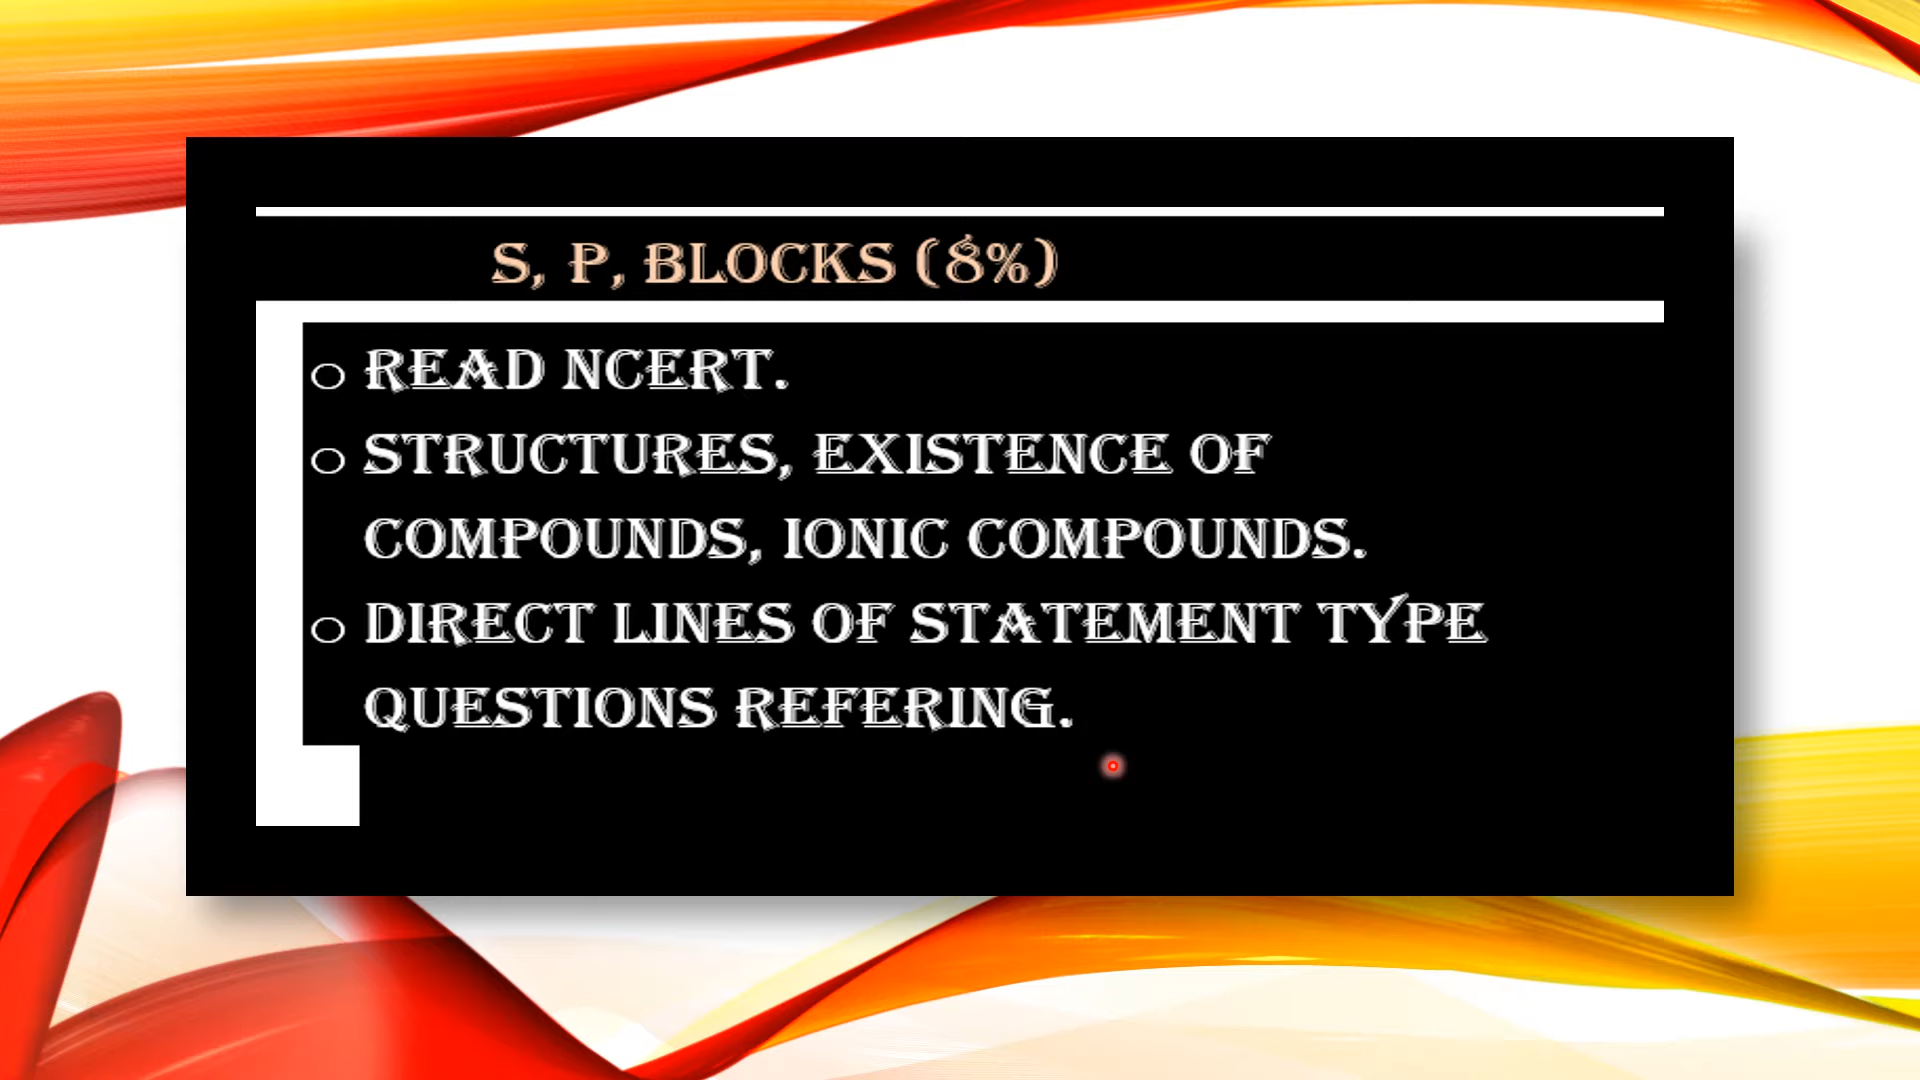 S, P, BLOCKS (8%)
○ READ NCERT.
○ STRUCTURES, EXISTENCE OF
COMPOUNDS, IONIC COMPOUNDS.
○ DIRECT LINES OF STATEMENT TYPE
QUESTIONS REFERING.